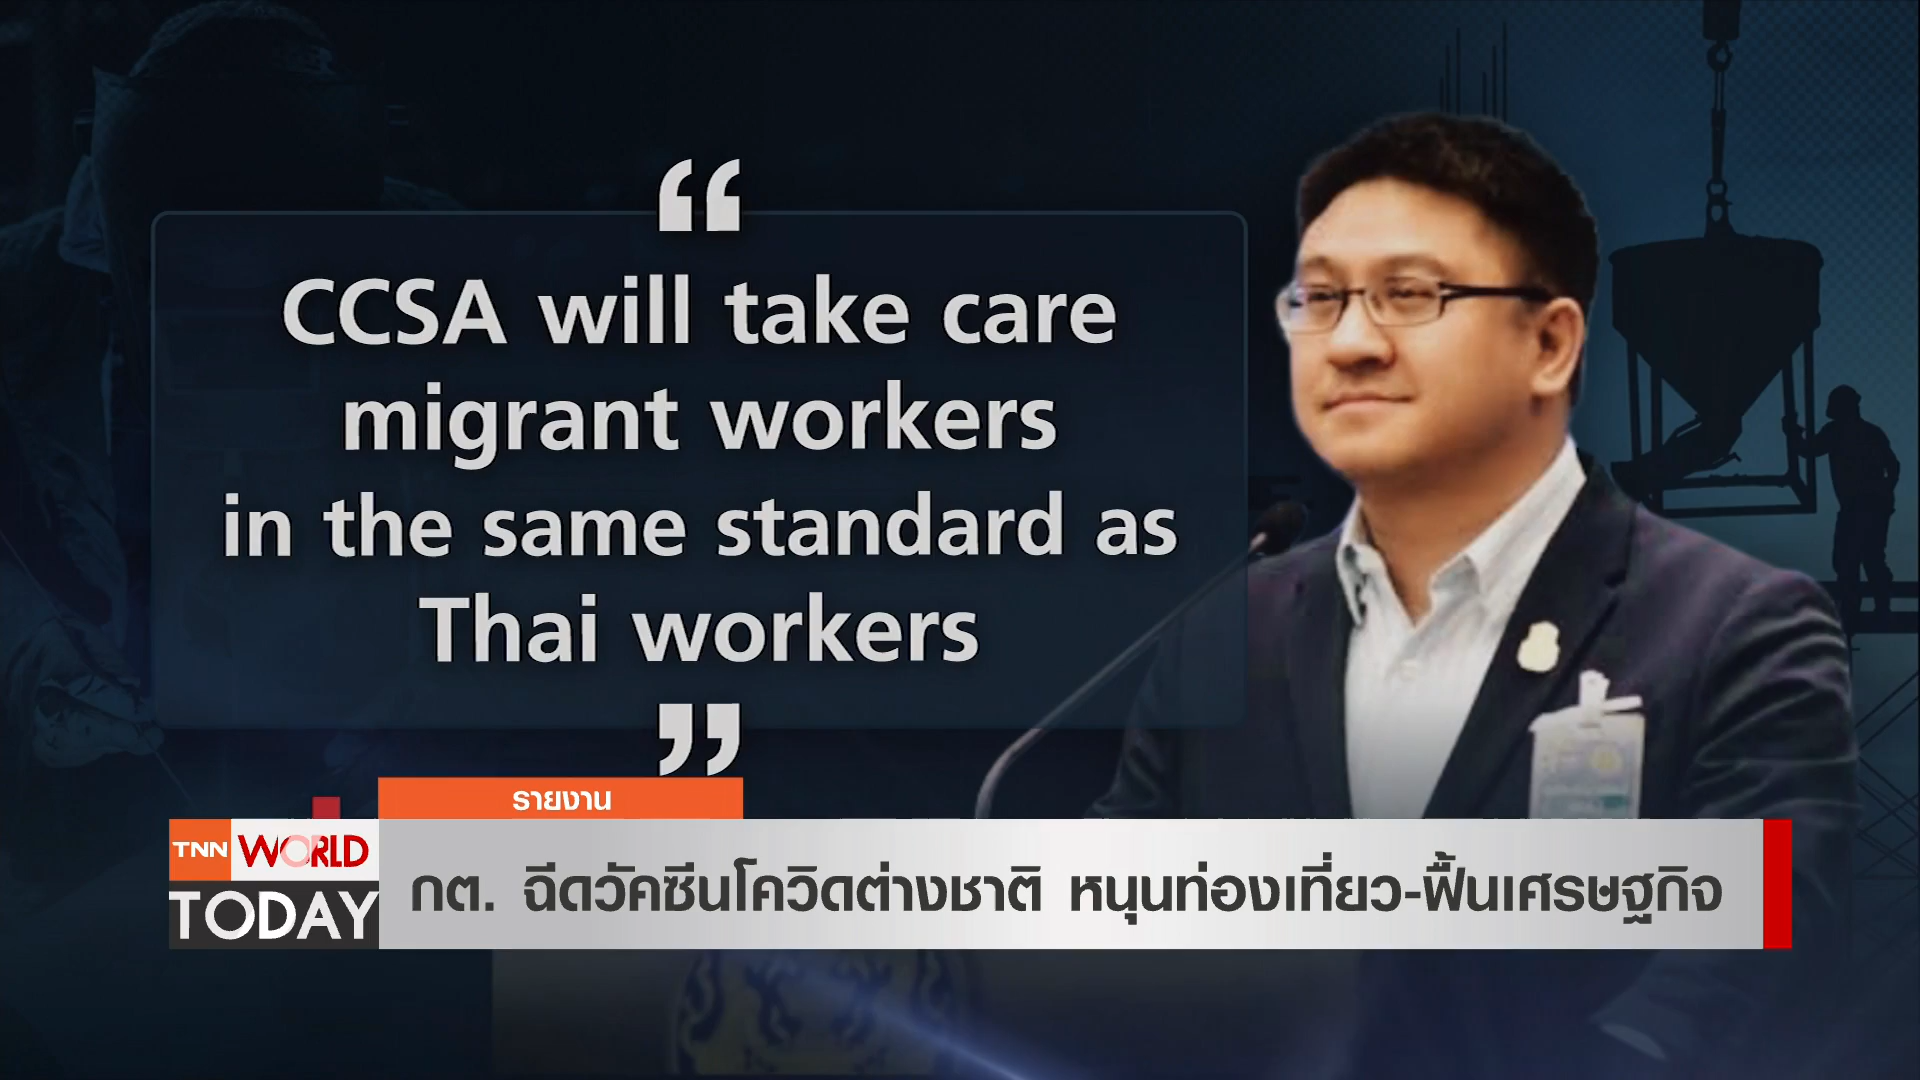 “
CCSA will take care
migrant workers
in the same standard as
Thai workers
”
รายงาน
TNN WORLD
TODAY
กต. ฉีดวัคซีนโควิดต่างชาติ หนุนท่องเที่ยว-ฟื้นเศรษฐกิจ